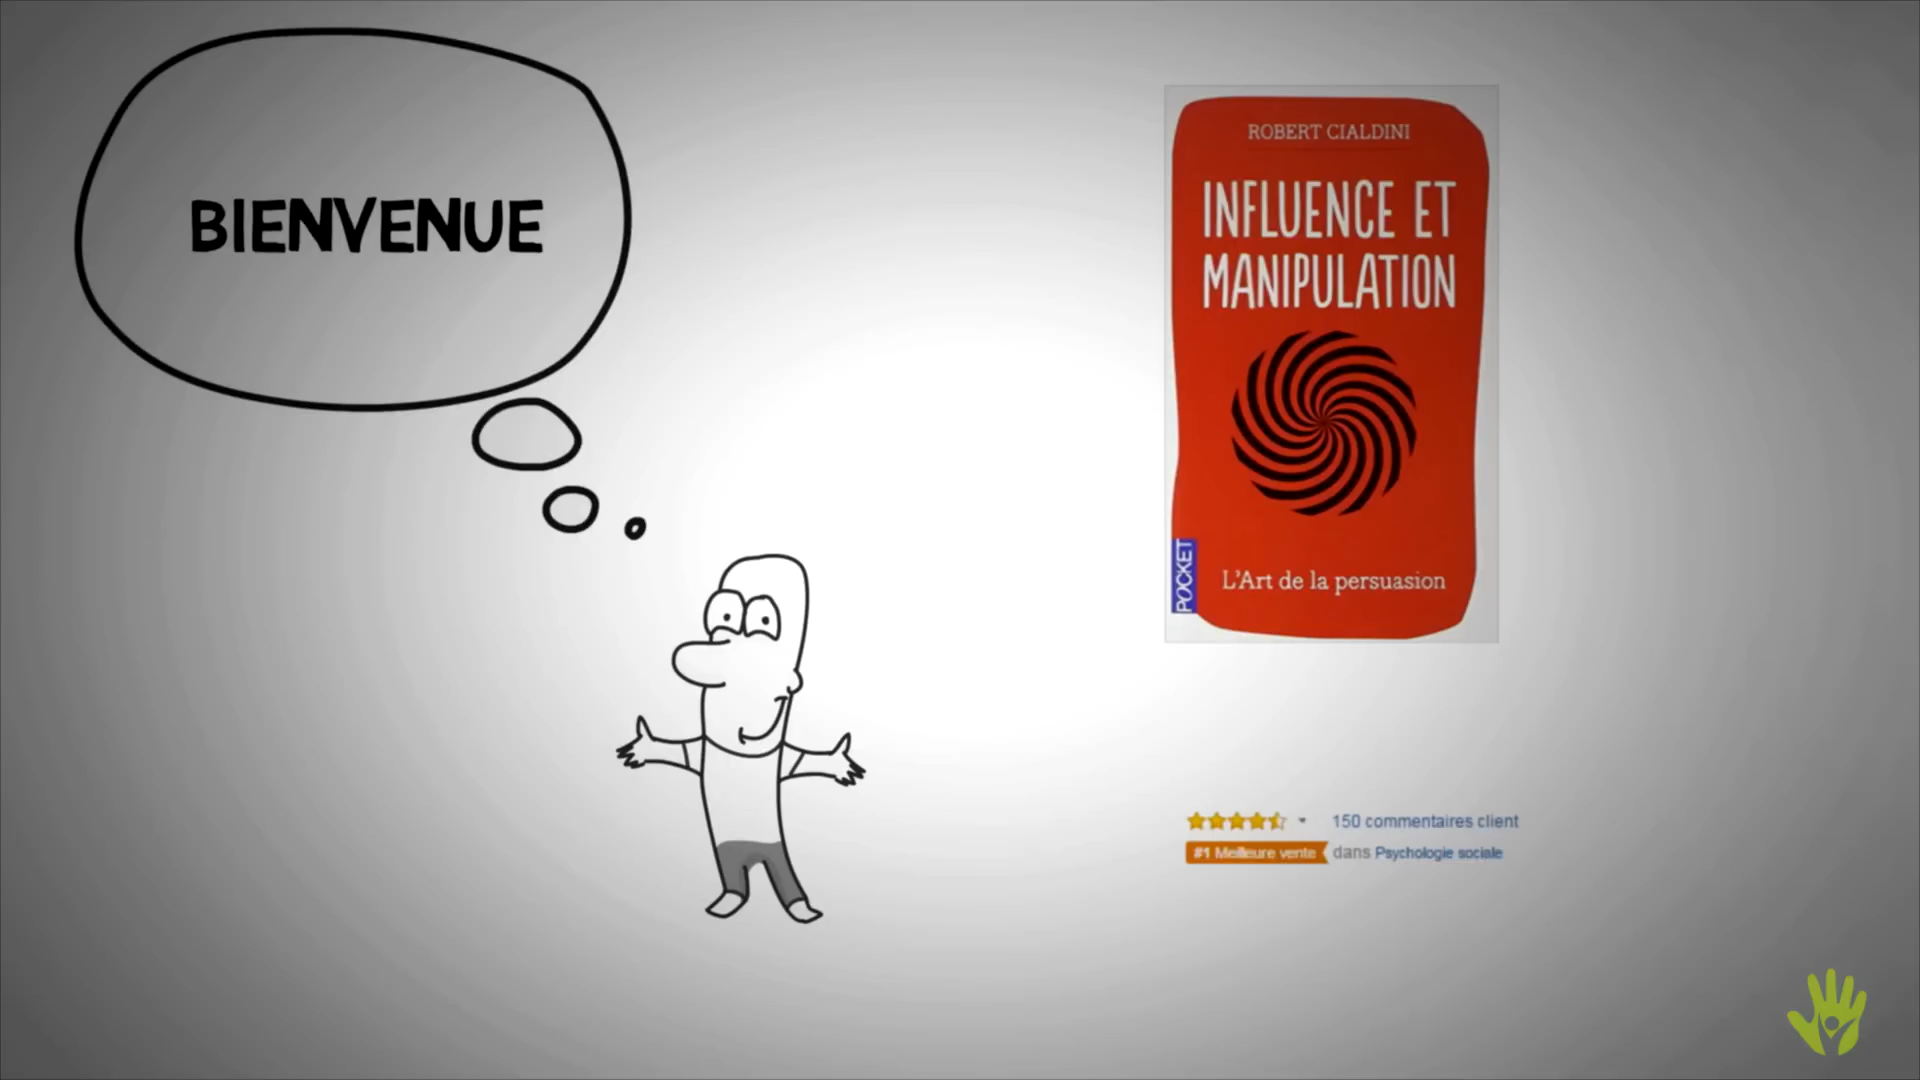 BIENVENUE
ROBERT CIALDINI
INFLUENCE ET
MANIPULATION
POCKET
L'Art de la persuasion
150 commentaires client
#1 Meilleure vente dans Psychologie sociale